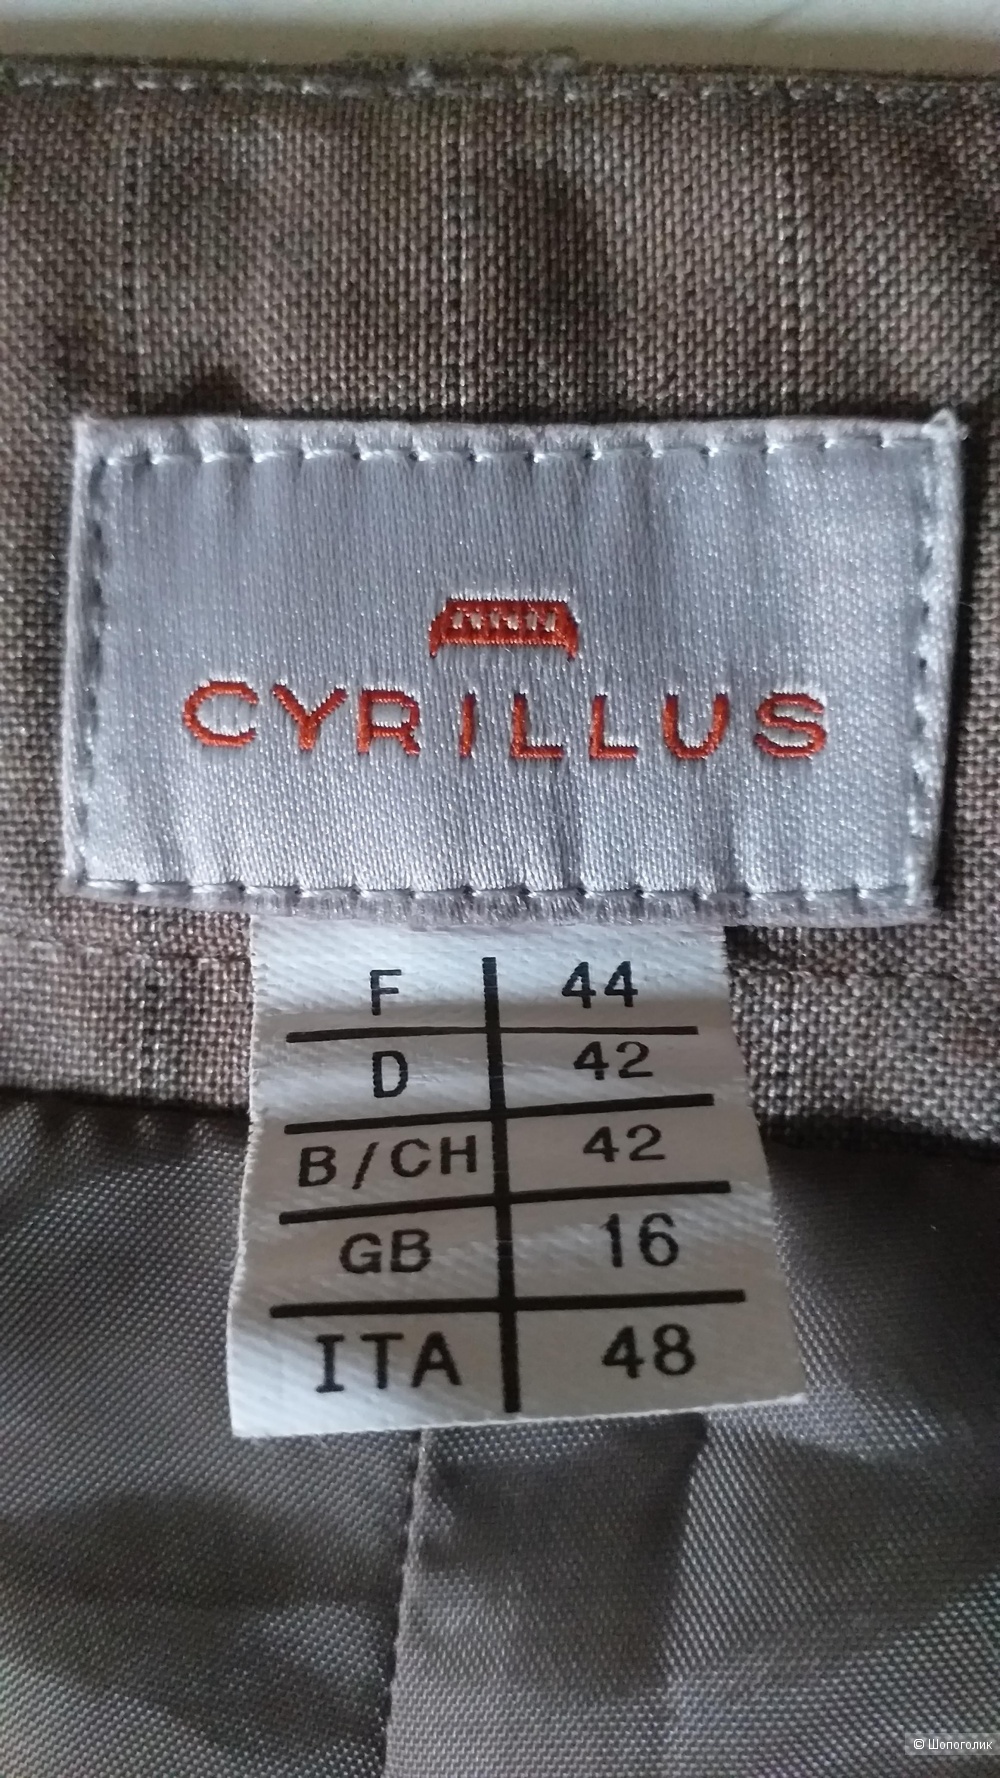 CYRILLUS
F 44
D 42
B/CH 42
GB 16
ITA 48
© Шопоголик